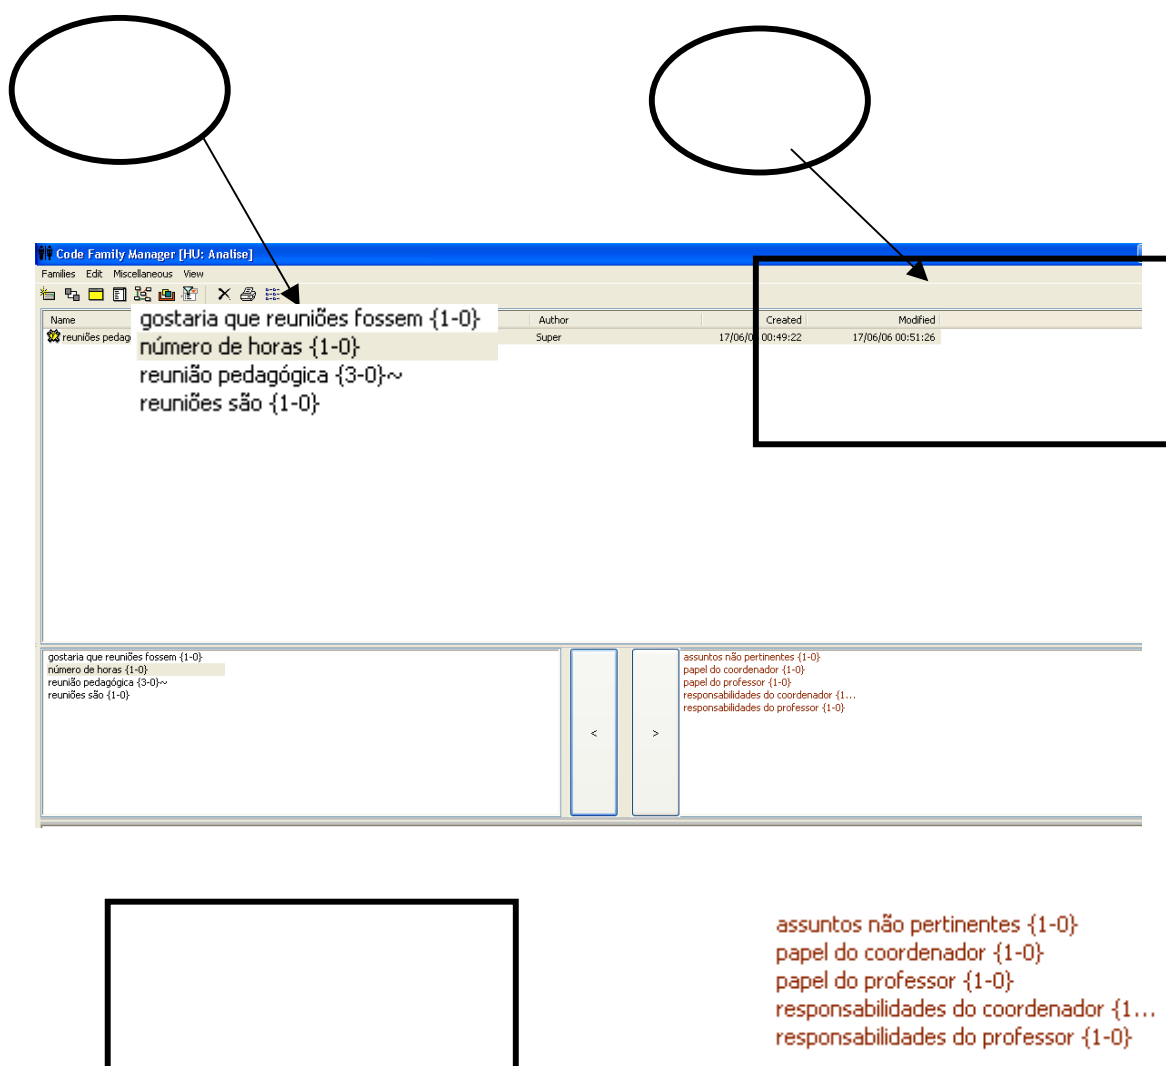 Code Family Manager [HU: Analise]
Families Edit Miscellaneous View
Name Author Created Modified
reuniões pedag Super 17/06/0 00:49:22 17/06/06 00:51:26
gostaria que reuniões fossem {1-0}
número de horas {1-0}
reunião pedagógica {3-0}~
reuniões são {1-0}
gostaria que reuniões fossem {1-0}
número de horas {1-0}
reunião pedagógica {3-0}~
reuniões são {1-0}
<
>
assuntos não pertinentes {1-0}
papel do coordenador {1-0}
papel do professor {1-0}
responsabilidades do coordenador {1...
responsabilidades do professor {1-0}
assuntos não pertinentes {1-0}
papel do coordenador {1-0}
papel do professor {1-0}
responsabilidades do coordenador {1...
responsabilidades do professor {1-0}